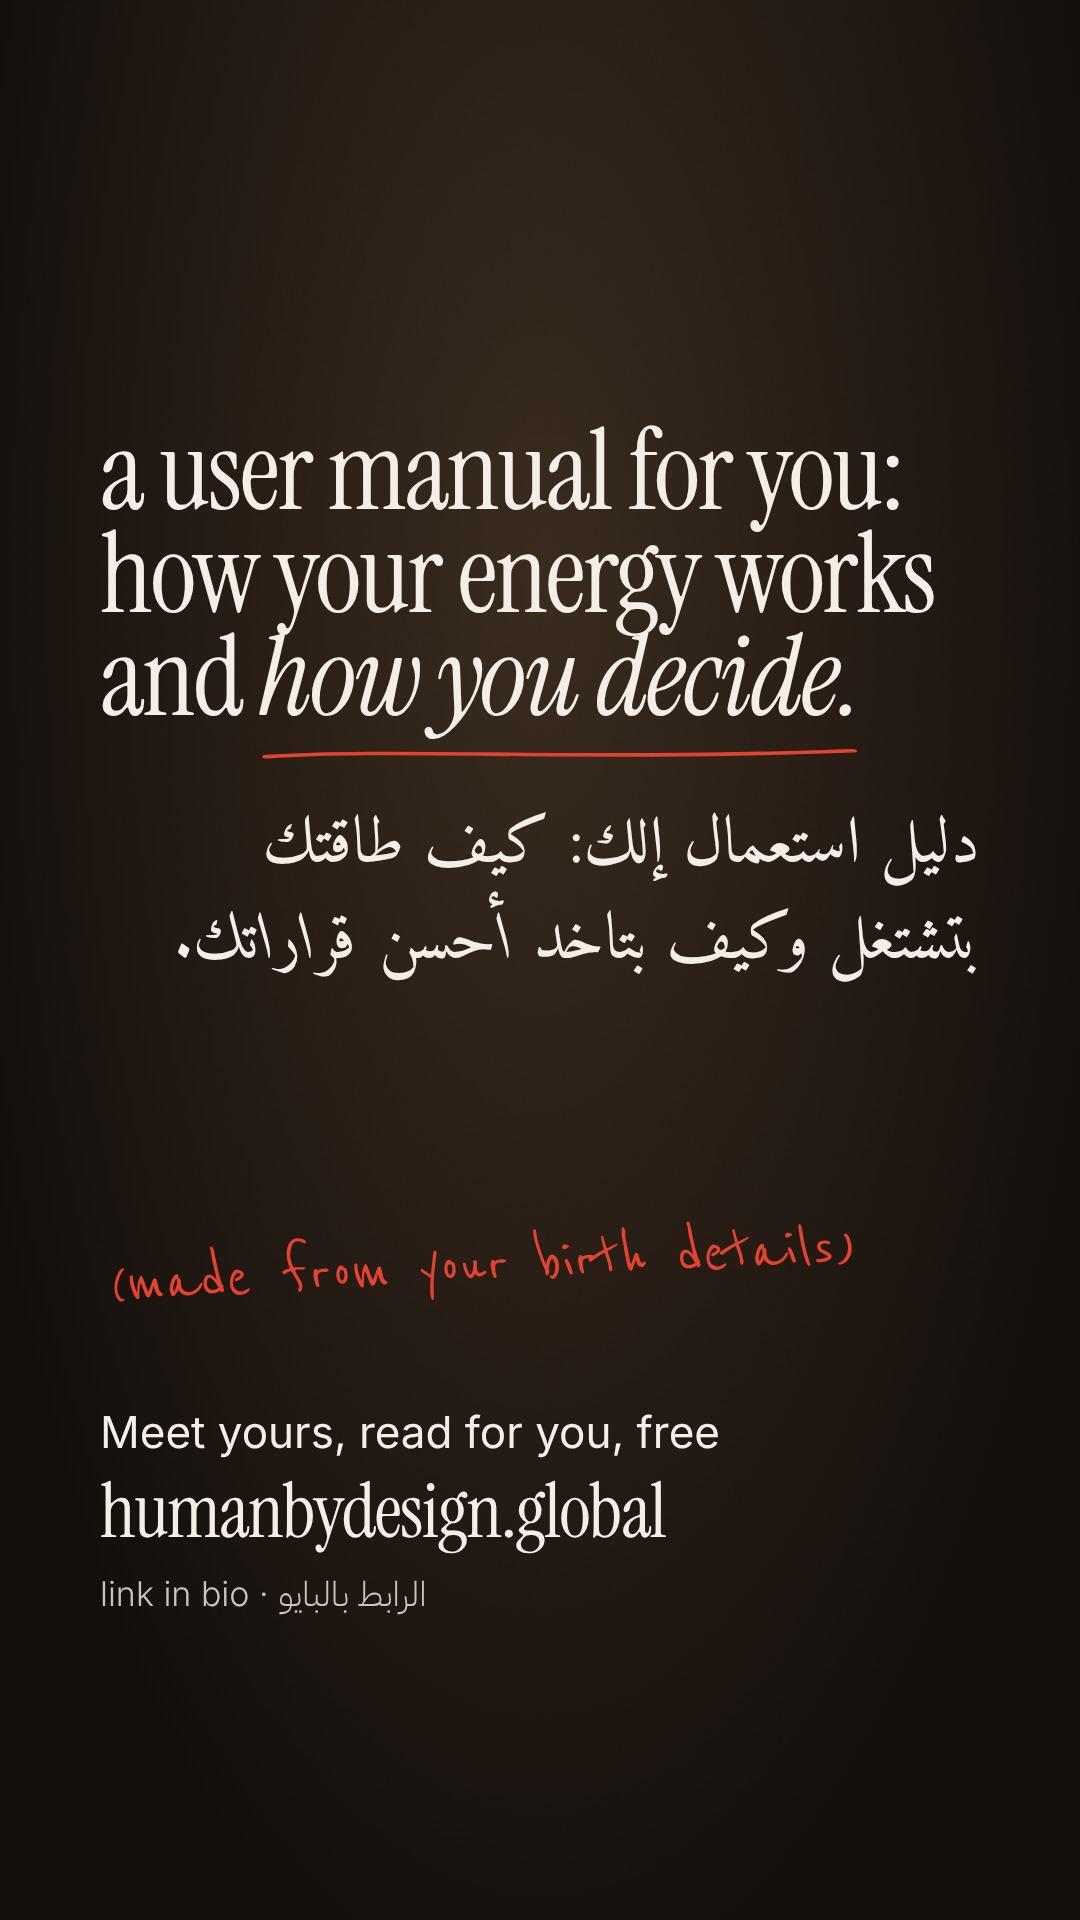 a user manual for you:
how your energy works
and how you decide.
دليل استعمال إلك: كيف طاقتك
بتشتغل وكيف بتاخد أحسن قراراتك.
(made from your birth details)
Meet yours, read for you, free
humanbydesign.global
link in bio · الرابط بالبايو